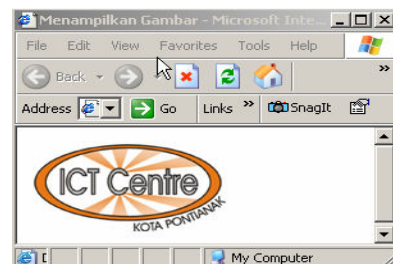 Menampilkan Gambar - Microsoft Inte...
File Edit View Favorites Tools Help
Back
Address Go Links » SnagIt
ICT Centre
KOTA PONTIANAK
My Computer